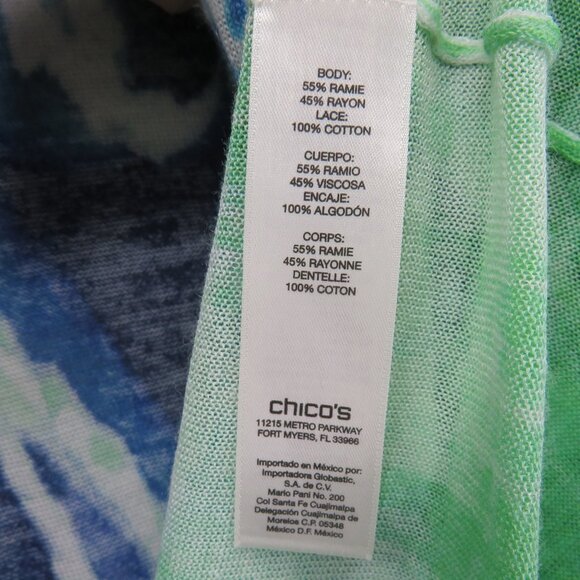 BODY:
55% RAMIE
45% RAYON
LACE:
100% COTTON
CUERPO:
55% RAMIO
45% VISCOSA
ENCAJE:
100% ALGODÓN
CORPS:
55% RAMIE
45% RAYONNE
DENTELLE:
100% COTON
chico's
11215 METRO PARKWAY
FORT MYERS, FL 33966
Importado en México por:
Importadora Globastic,
S.A. de C.V.
Mario Pani No. 200
Col Santa Fe Cuajimalpa
Delegación Cuajimalpa de
Morelos C.P. 05348
México D.F. México